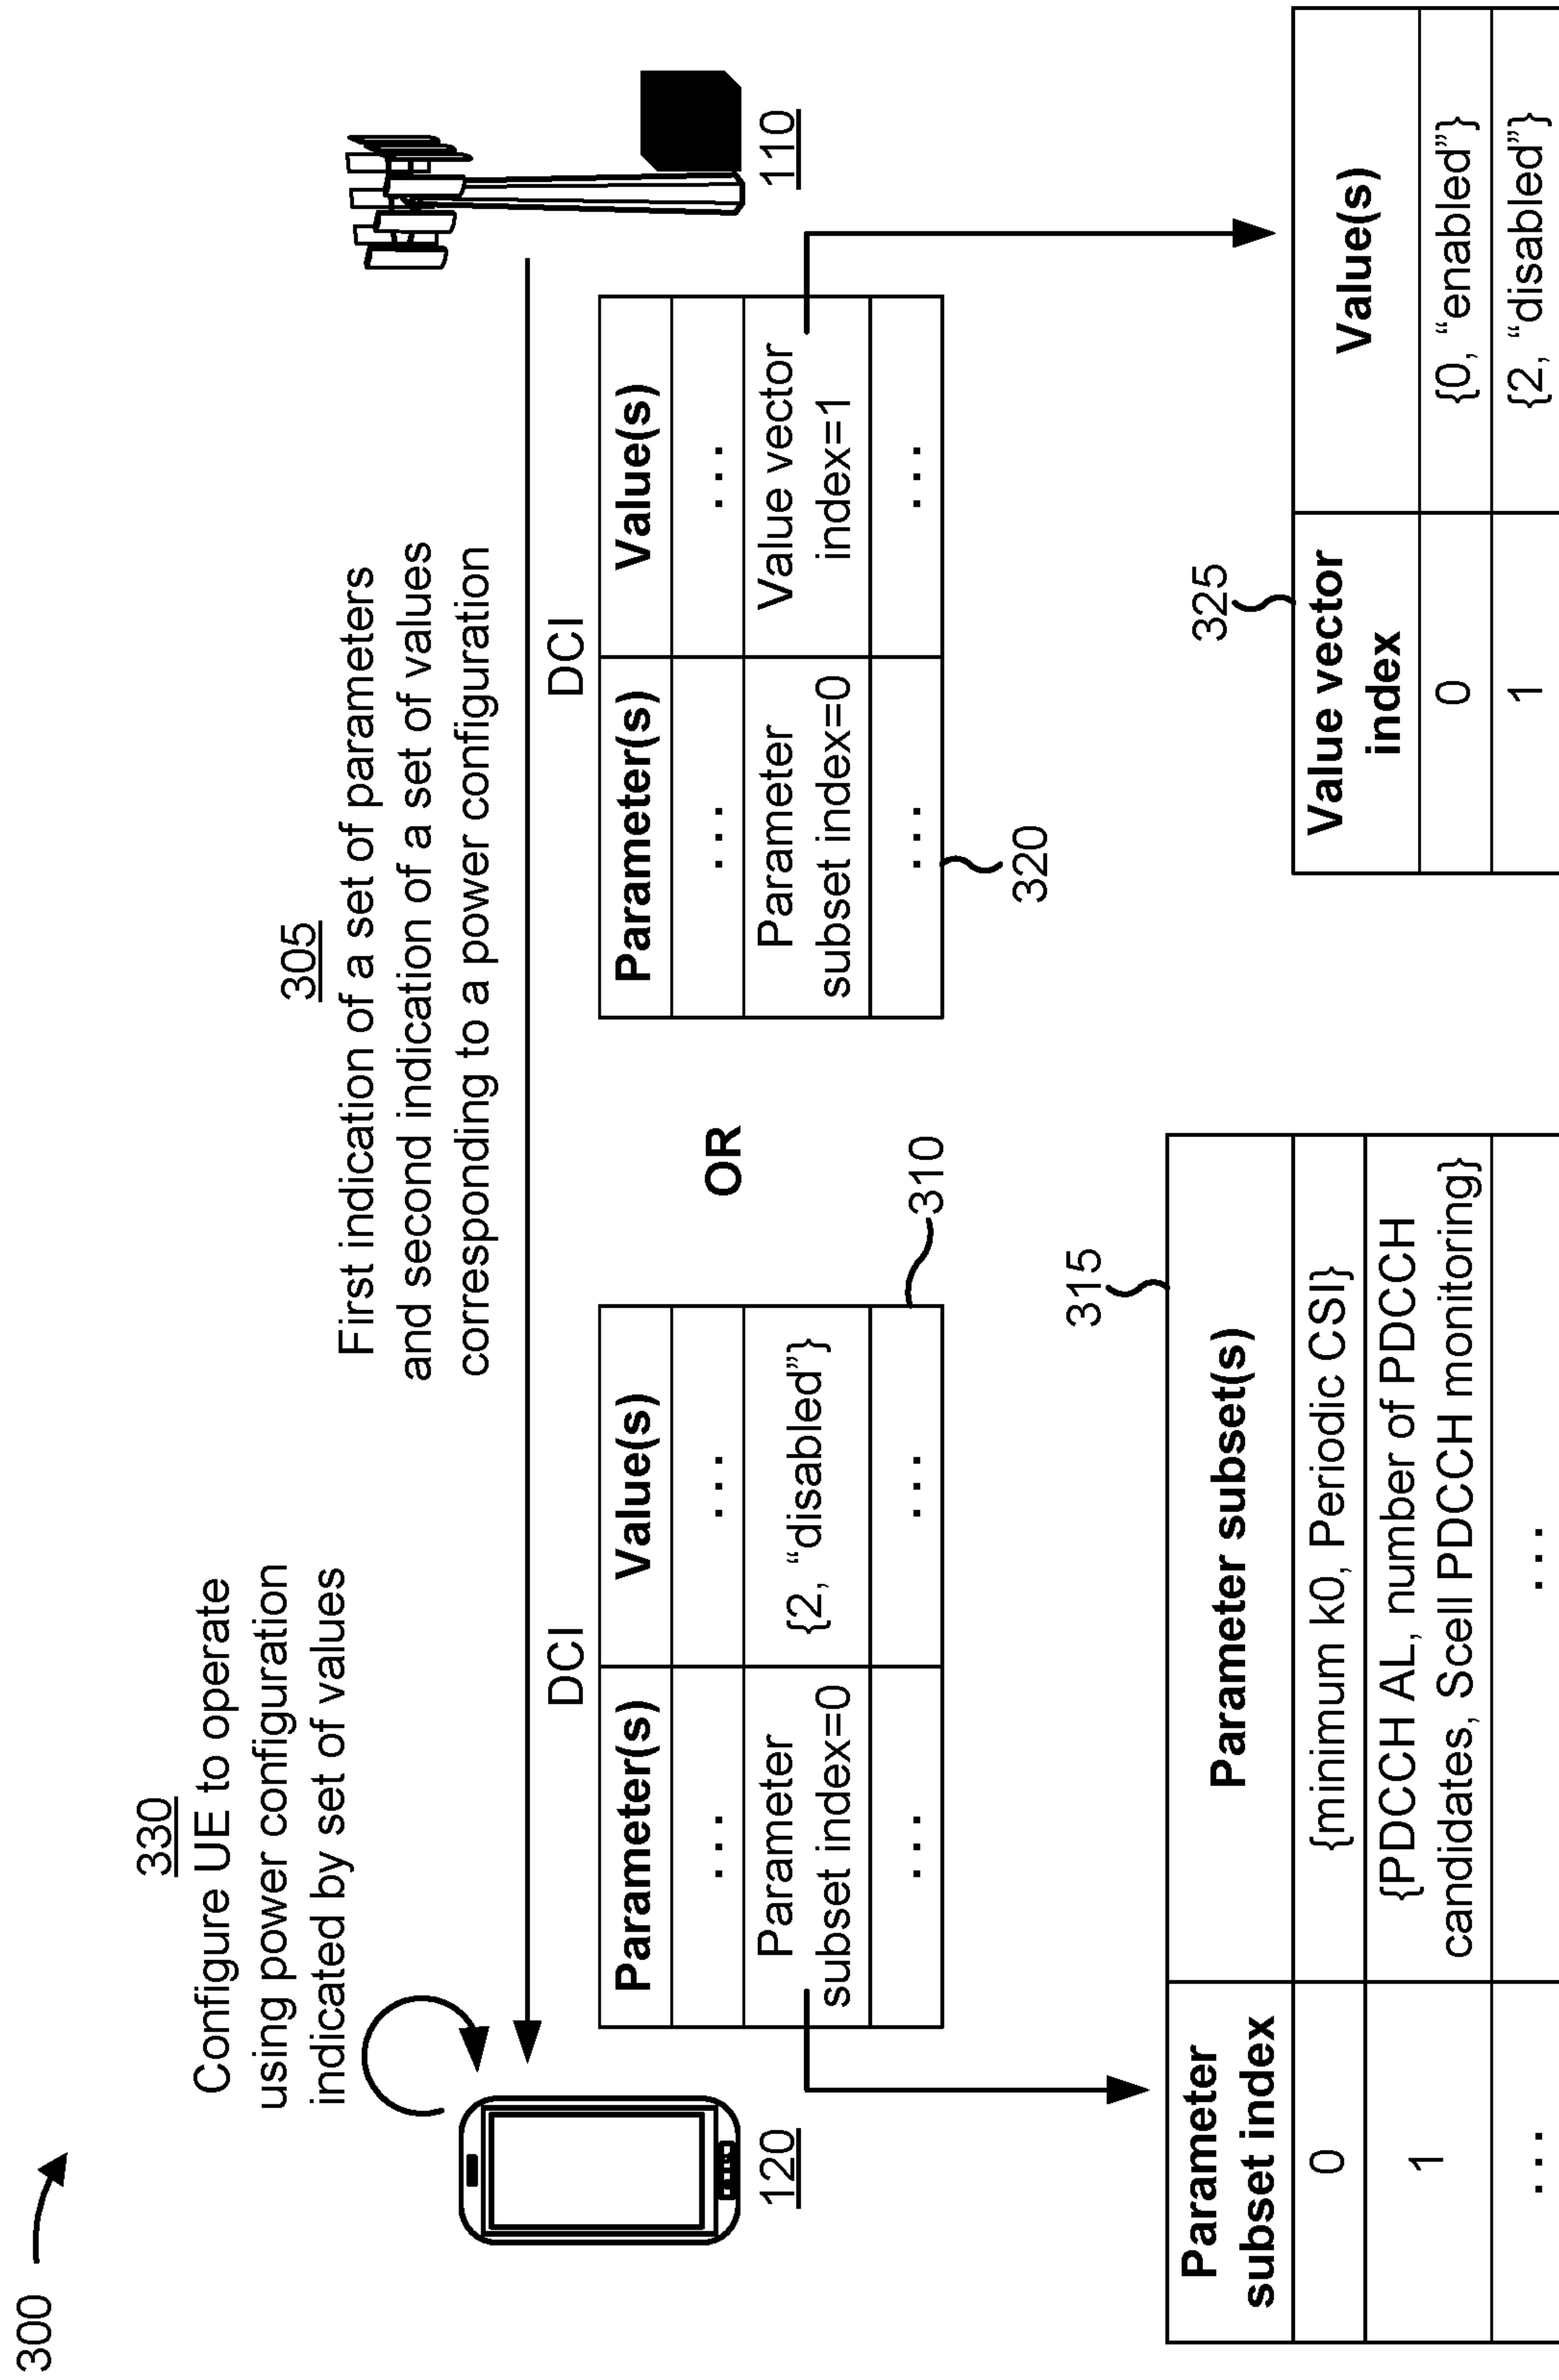 300
330
Configure UE to operate
using power configuration
indicated by set of values
305
First indication of a set of parameters
and second indication of a set of values
corresponding to a power configuration
120
110
DCI
Parameter(s) Value(s)
... ...
Parameter
subset index=0 {2, “disabled”}
... ...
310
OR
DCI
Parameter(s) Value(s)
... ...
Parameter Value vector
subset index=0 index=1
... ...
320
315
Parameter
subset index Parameter subset(s)
0 {minimum k0, Periodic CSI}
1 {PDCCH AL, number of PDCCH
candidates, Scell PDCCH monitoring}
... ...
325
Value vector
index Value(s)
0 {0, “enabled”}
1 {2, “disabled”}